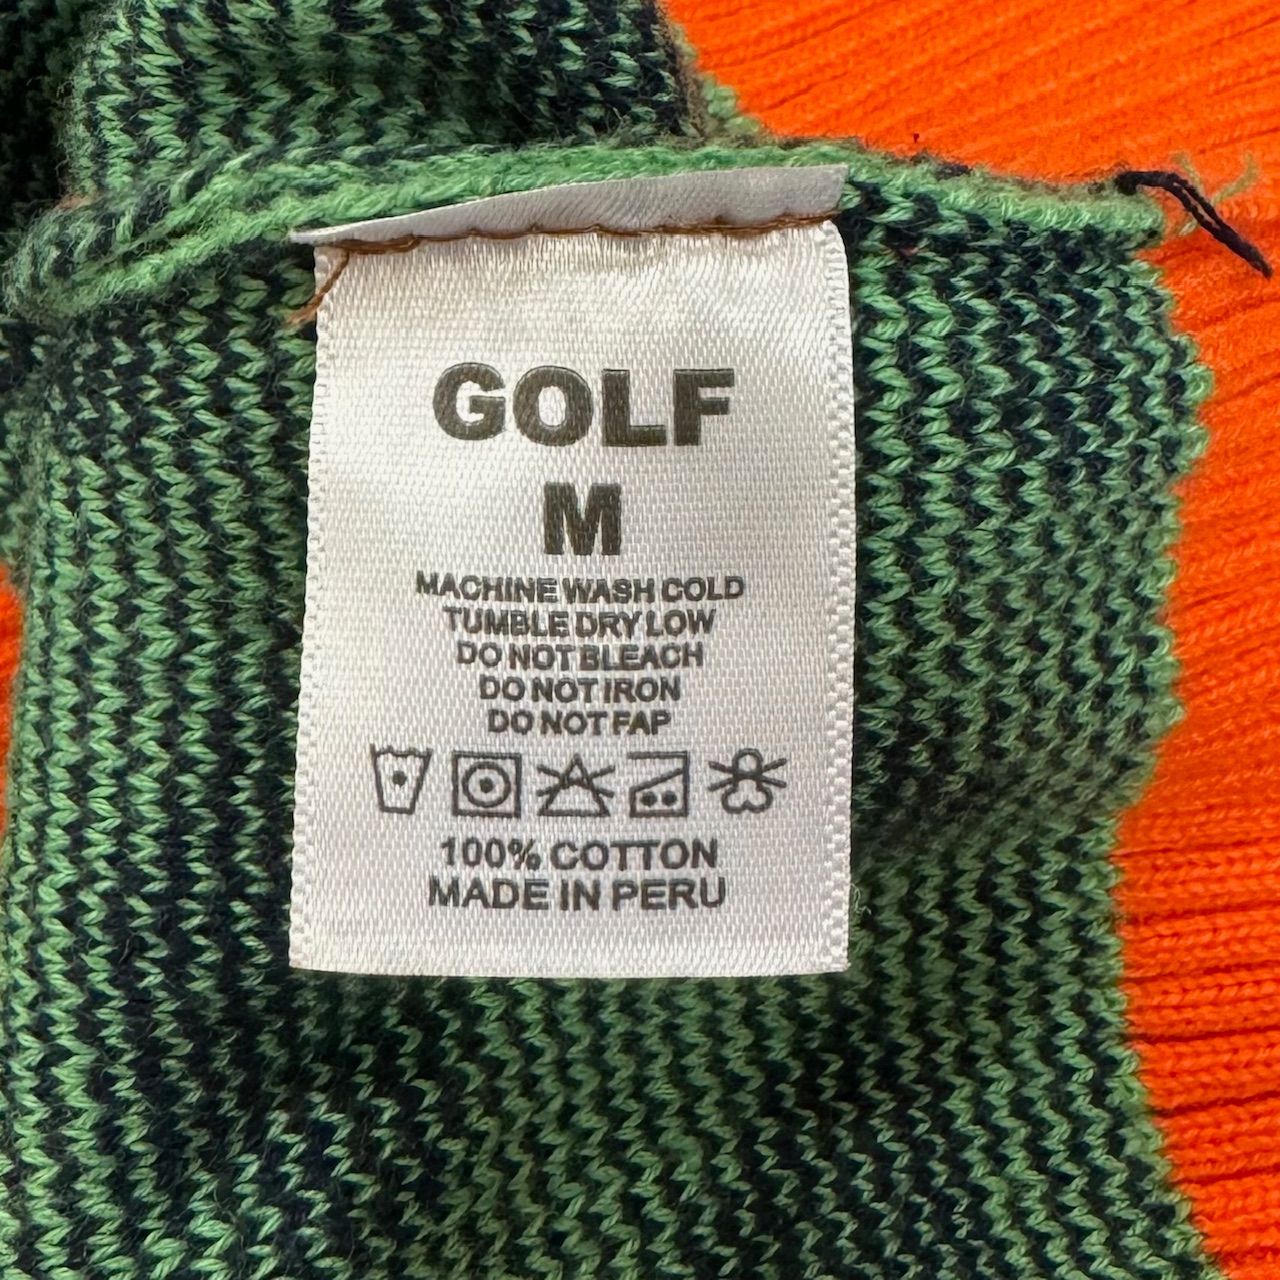 GOLF
M
MACHINE WASH COLD
TUMBLE DRY LOW
DO NOT BLEACH
DO NOT IRON
DO NOT FAP
100% COTTON
MADE IN PERU